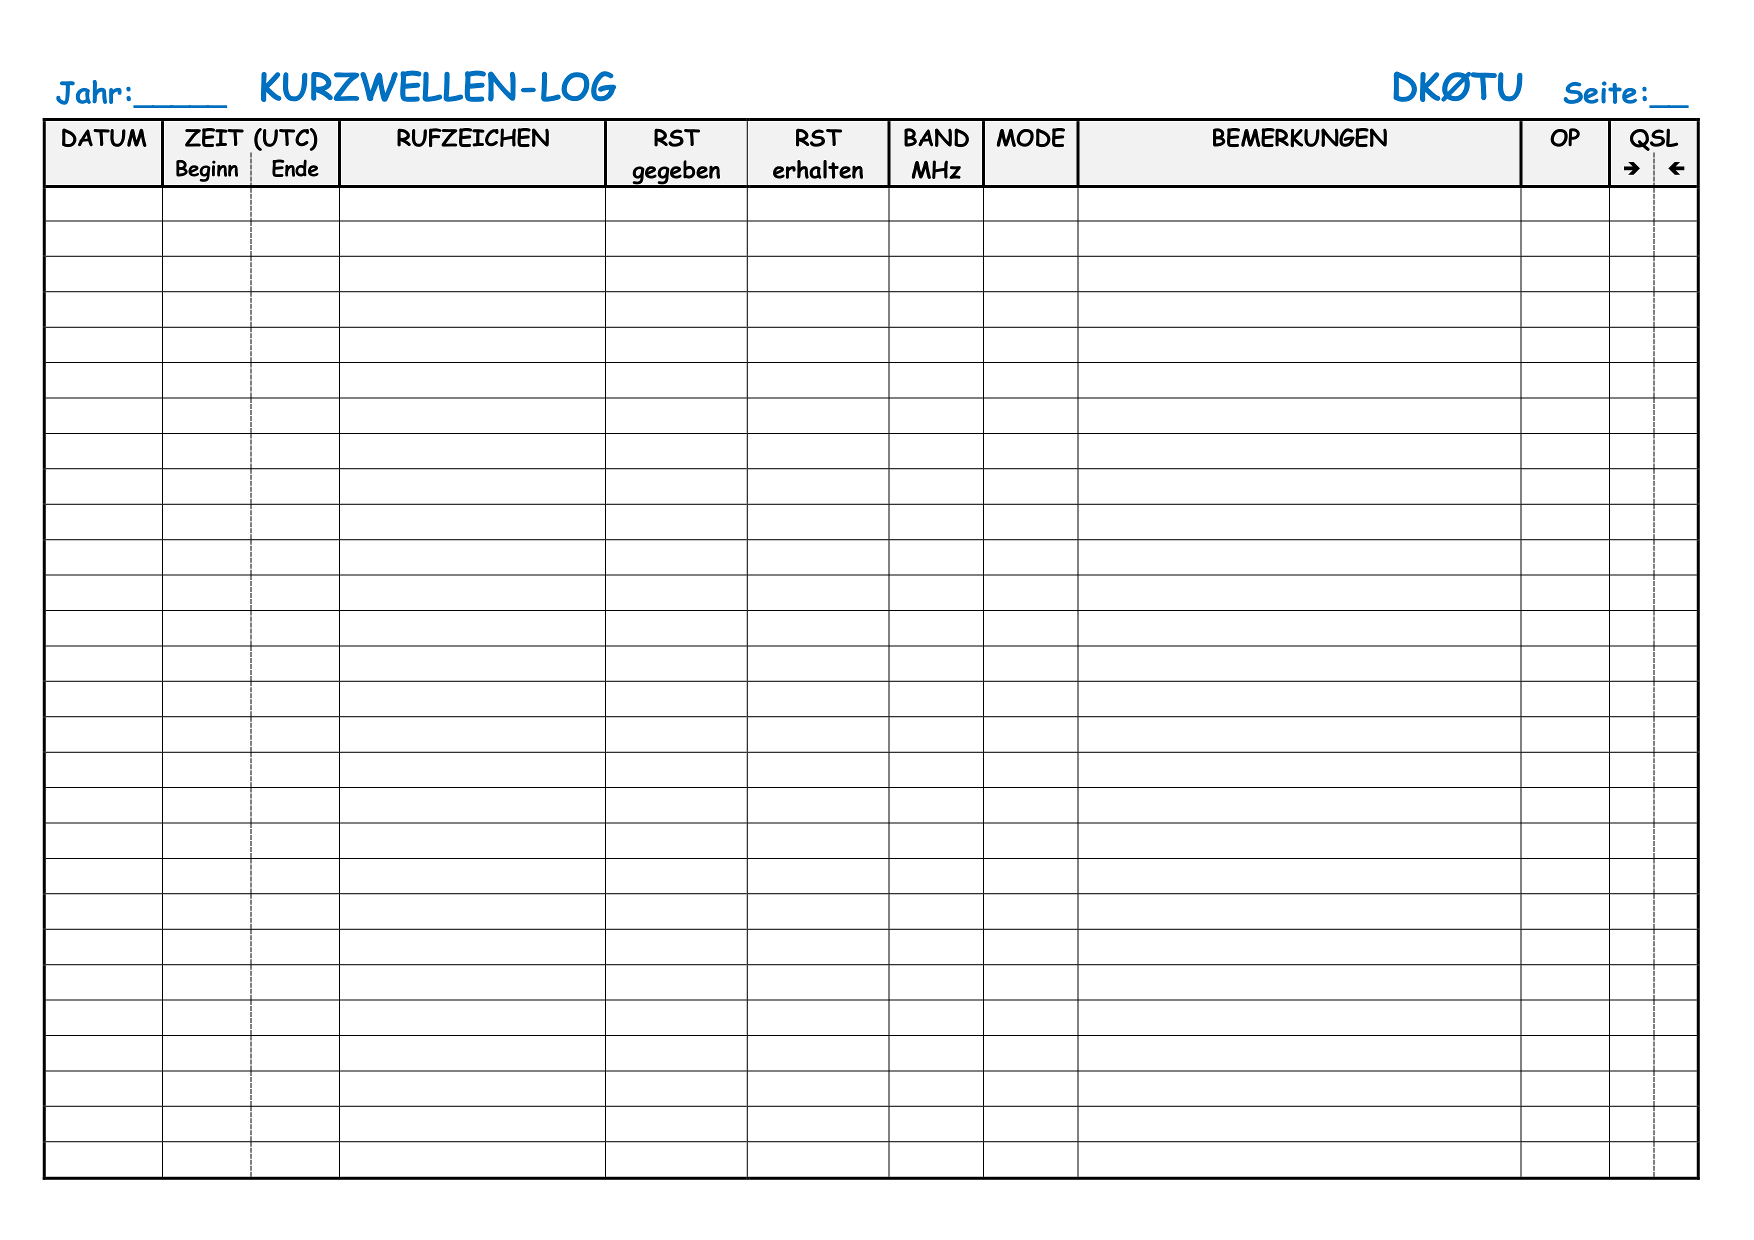 Jahr:_____ KURZWELLEN-LOG DKØTU Seite:__
DATUM ZEIT (UTC) RUFZEICHEN RST RST BAND MODE BEMERKUNGEN OP QSL
Beginn Ende gegeben erhalten MHz → ←